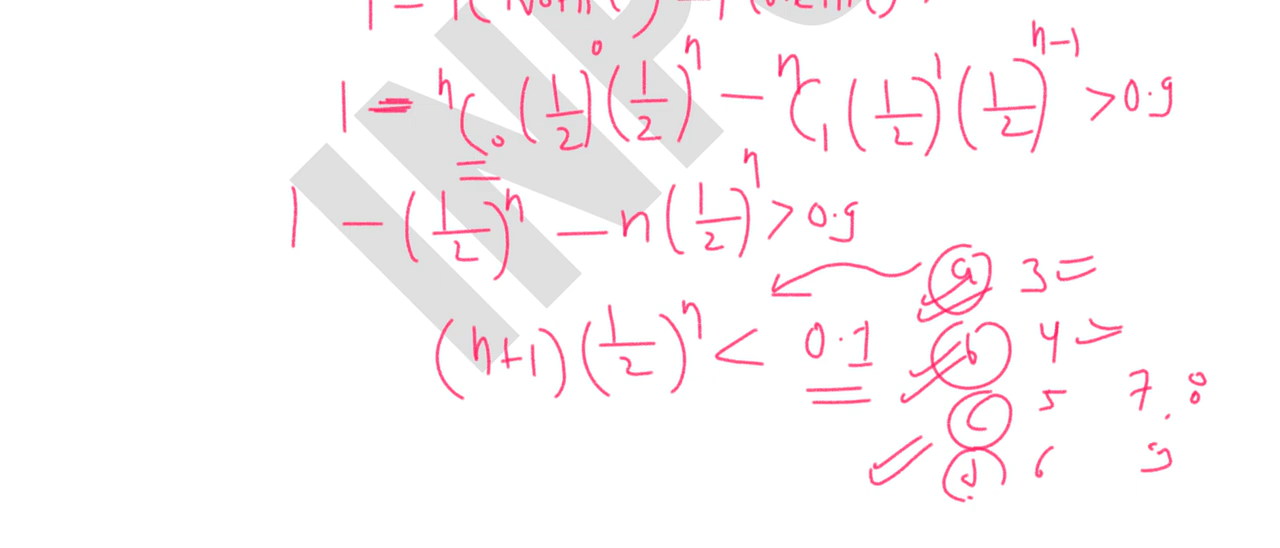 1 - ⁿC₀ (1/2)⁰ (1/2)ⁿ - ⁿC₁ (1/2)¹ (1/2)ⁿ⁻¹ > 0.9
1 - (1/2)ⁿ - n (1/2)ⁿ > 0.9
a 3 =
(n+1) (1/2)ⁿ < 0.1 b 4
c 5 7.8
d 6 9